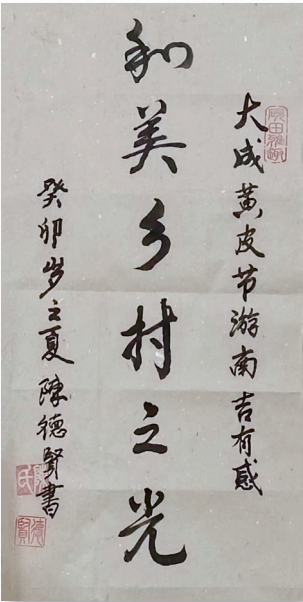 大成黄皮节游南吉有感
和美乡村之光
癸卯岁之夏陳德賢書